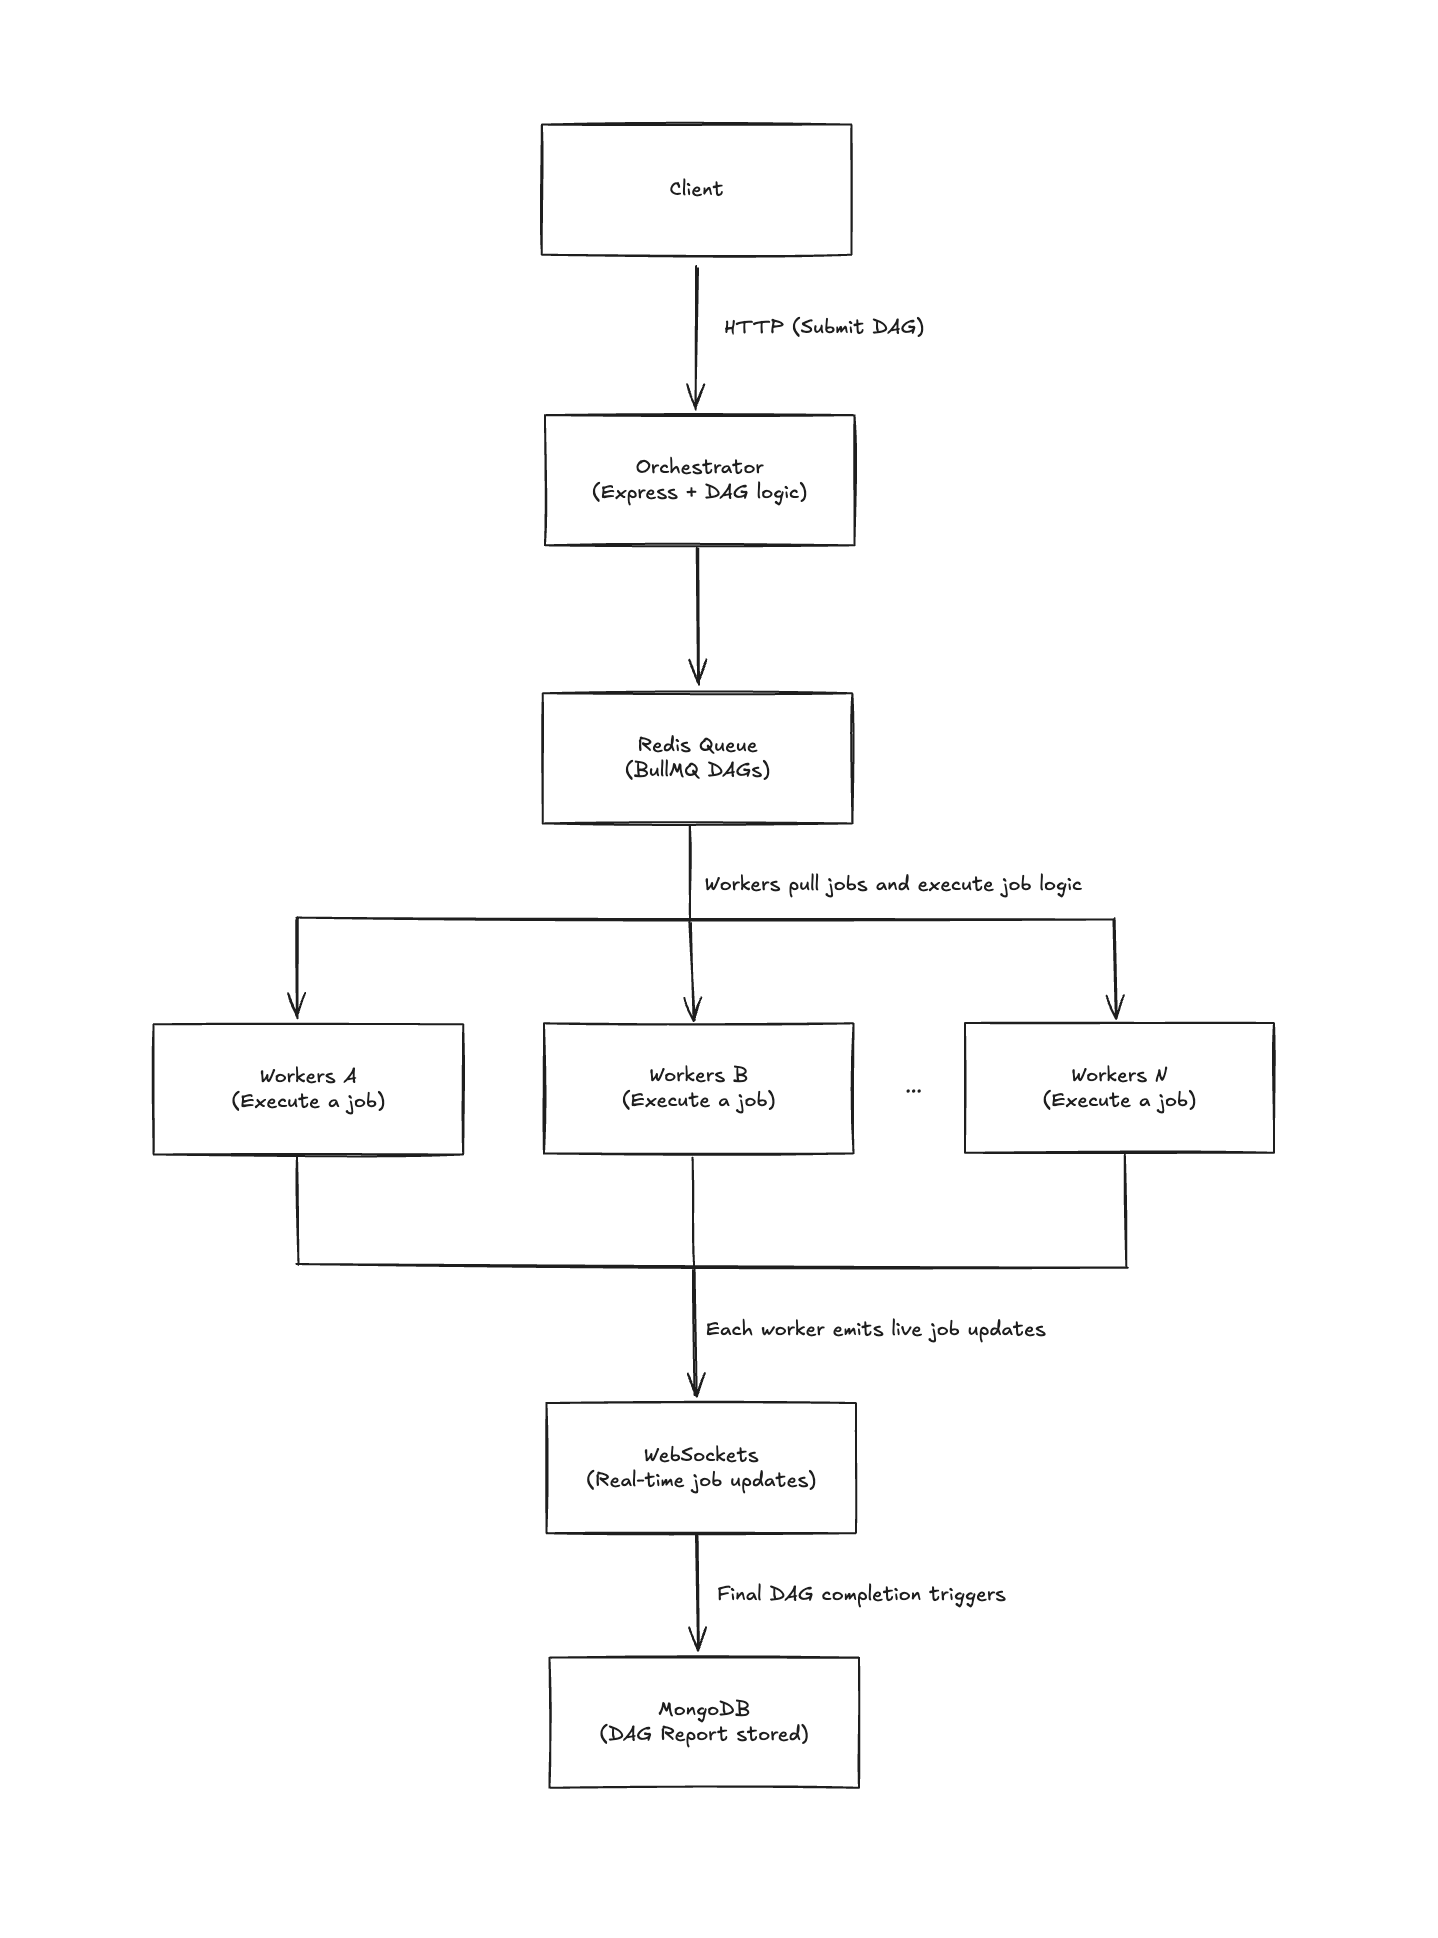 Client
HTTP (Submit DAG)
Orchestrator
(Express + DAG logic)
Redis Queue
(BullMQ DAGs)
Workers pull jobs and execute job logic
Workers A
(Execute a job)
Workers B
(Execute a job)
...
Workers N
(Execute a job)
Each worker emits live job updates
WebSockets
(Real-time job updates)
Final DAG completion triggers
MongoDB
(DAG Report stored)